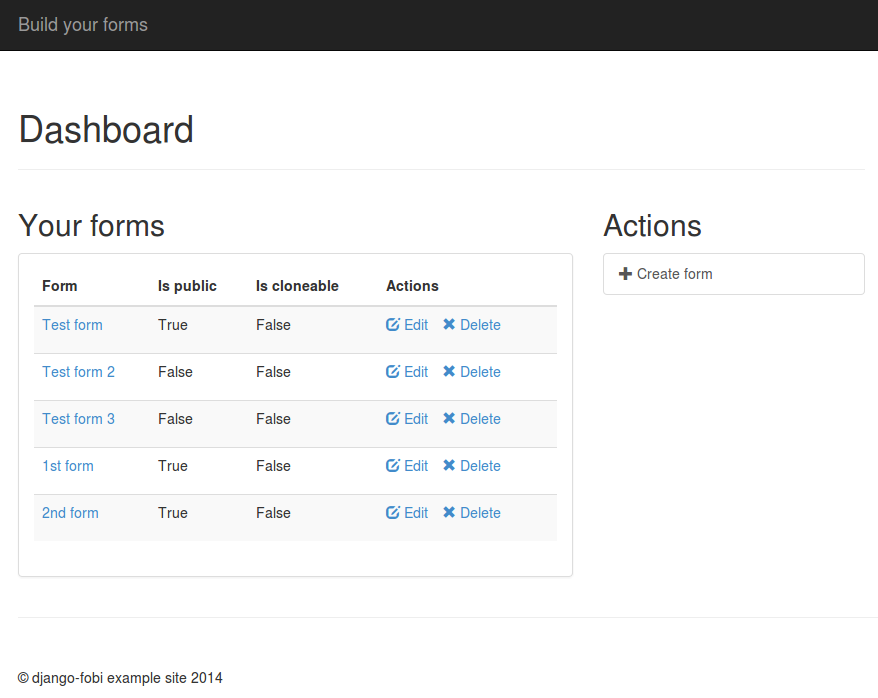 Build your forms
Dashboard
Your forms
Form Is public Is cloneable Actions
Test form True False Edit Delete
Test form 2 False False Edit Delete
Test form 3 False False Edit Delete
1st form True False Edit Delete
2nd form True False Edit Delete
Actions
Create form
© django-fobi example site 2014